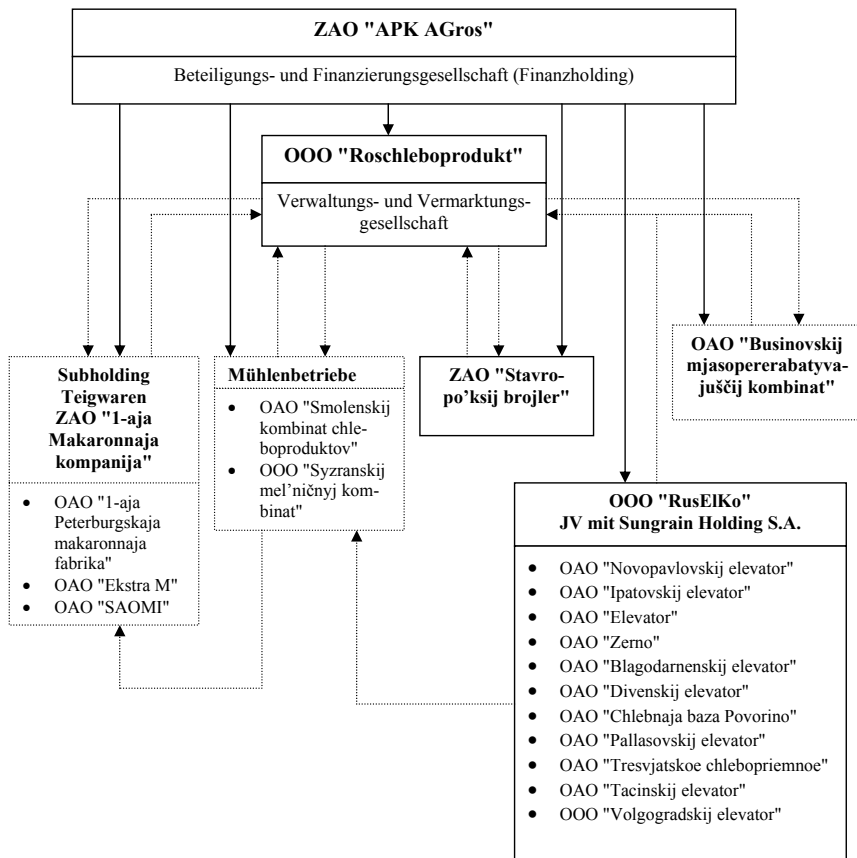 ZAO "APK AGros"
Beteiligungs- und Finanzierungsgesellschaft (Finanzholding)
OOO "Roschleboprodukt"
Verwaltungs- und Vermarktungs-
gesellschaft
Subholding
Teigwaren
ZAO "1-aja
Makaronnaja
kompanija"
• OAO "1-aja
Peterburgskaja
makaronnaja
fabrika"
• OAO "Ekstra M"
• OAO "SAOMI"
Mühlenbetriebe
• OAO "Smolenskij
kombinat chle-
boproduktov"
• OOO "Syzranskij
mel’ničnyj kom-
binat"
ZAO "Stavro-
po’ksij brojler"
OAO "Businovskij
mjasopererabatyva-
juščij kombinat"
OOO "RusElKo"
JV mit Sungrain Holding S.A.
• OAO "Novopavlovskij elevator"
• OAO "Ipatovskij elevator"
• OAO "Elevator"
• OAO "Zerno"
• OAO "Blagodarnenskij elevator"
• OAO "Divenskij elevator"
• OAO "Chlebnaja baza Povorino"
• OAO "Pallasovskij elevator"
• OAO "Tresvjatskoe chlebopriemnoe"
• OAO "Tacinskij elevator"
• OOO "Volgogradskij elevator"